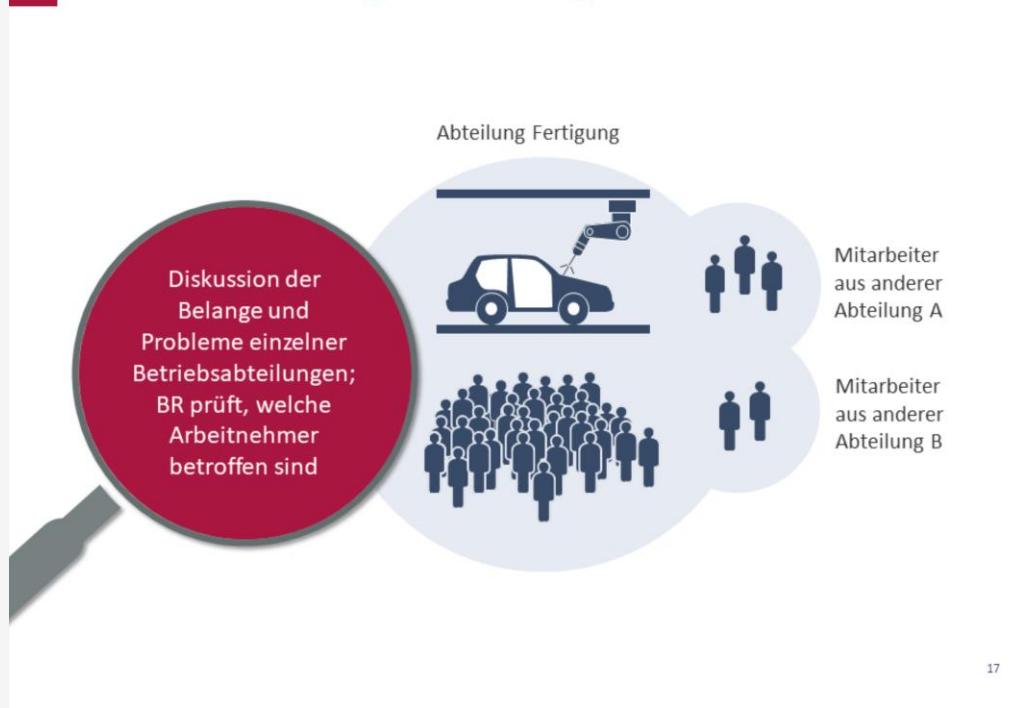 Abteilung Fertigung
Diskussion der
Belange und
Probleme einzelner
Betriebsabteilungen;
BR prüft, welche
Arbeitnehmer
betroffen sind
Mitarbeiter
aus anderer
Abteilung A
Mitarbeiter
aus anderer
Abteilung B
17